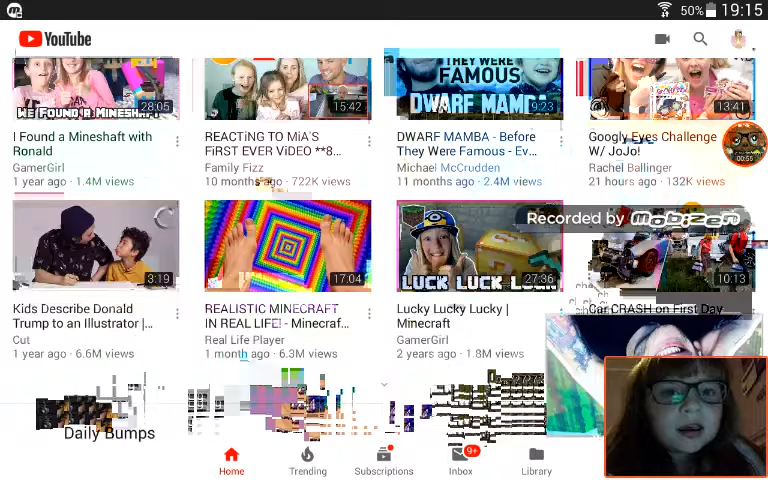 50% 19:15
YouTube
WE FOUND A MINESHAFT
28:05
15:42
THEY WERE
FAMOUS
DWARF MAMBA
9:23
13:41
I Found a Mineshaft with
Ronald
GamerGirl
1 year ago · 1.4M views
REACTiNG TO MiA'S
FiRST EVER ViDEO **8...
Family Fizz
10 months ago · 722K views
DWARF MAMBA - Before
They Were Famous - Ev...
Michael McCrudden
11 months ago · 2.4M views
Googly Eyes Challenge
W/ JoJo!
Rachel Ballinger
21 hours ago · 132K views
00:55
Recorded by Mobizen
3:19
17:04
LUCK LUCK LUCK
27:36
10:13
Kids Describe Donald
Trump to an Illustrator |...
Cut
1 year ago · 6.6M views
REALISTIC MINECRAFT
IN REAL LIFE! - Minecraf...
Real Life Player
1 month ago · 6.3M views
Lucky Lucky Lucky |
Minecraft
GamerGirl
2 years ago · 1.8M views
Car CRASH on First Day
Daily Bumps
Home
Trending
Subscriptions
9+
Inbox
Library